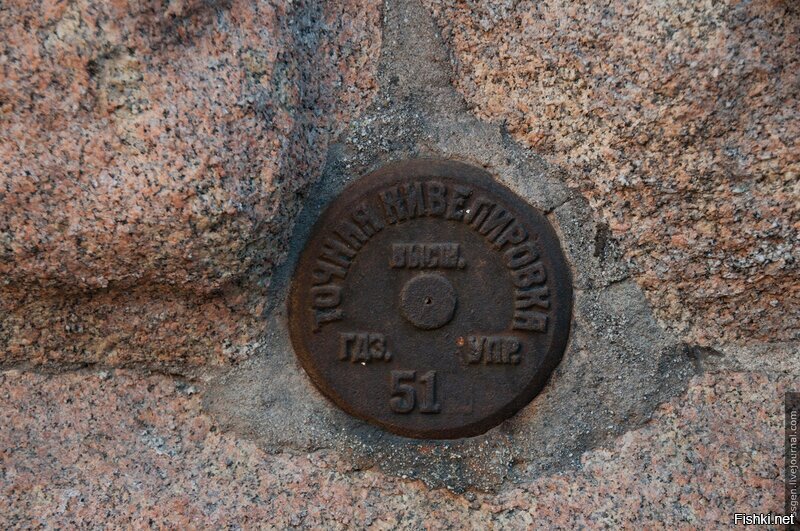 ТОЧНАЯ НИВЕЛИРОВКА
ВЫСШ.
ГДЗ. УПР
51
Fishki.net